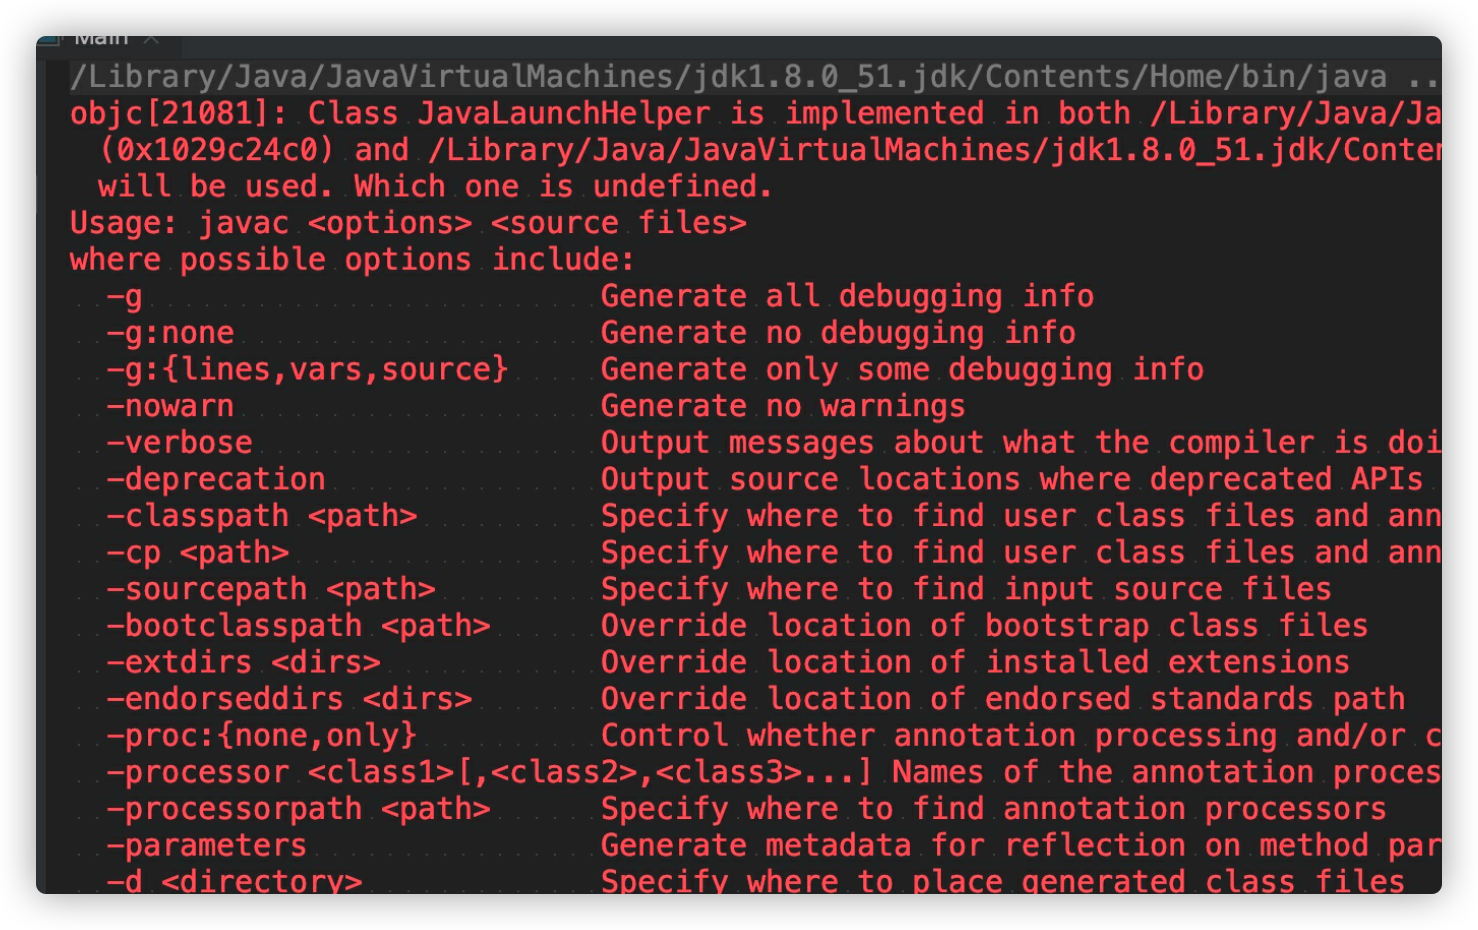 Main
/Library/Java/JavaVirtualMachines/jdk1.8.0_51.jdk/Contents/Home/bin/java ..
objc[21081]: Class JavaLaunchHelper is implemented in both /Library/Java/Ja
(0x1029c24c0) and /Library/Java/JavaVirtualMachines/jdk1.8.0_51.jdk/Conten
will be used. Which one is undefined.
Usage: javac <options> <source files>
where possible options include:
-g Generate all debugging info
-g:none Generate no debugging info
-g:{lines,vars,source} Generate only some debugging info
-nowarn Generate no warnings
-verbose Output messages about what the compiler is doi
-deprecation Output source locations where deprecated APIs
-classpath <path> Specify where to find user class files and ann
-cp <path> Specify where to find user class files and ann
-sourcepath <path> Specify where to find input source files
-bootclasspath <path> Override location of bootstrap class files
-extdirs <dirs> Override location of installed extensions
-endorseddirs <dirs> Override location of endorsed standards path
-proc:{none,only} Control whether annotation processing and/or c
-processor <class1>[,<class2>,<class3>...] Names of the annotation proces
-processorpath <path> Specify where to find annotation processors
-parameters Generate metadata for reflection on method par
-d <directory> Specify where to place generated class files